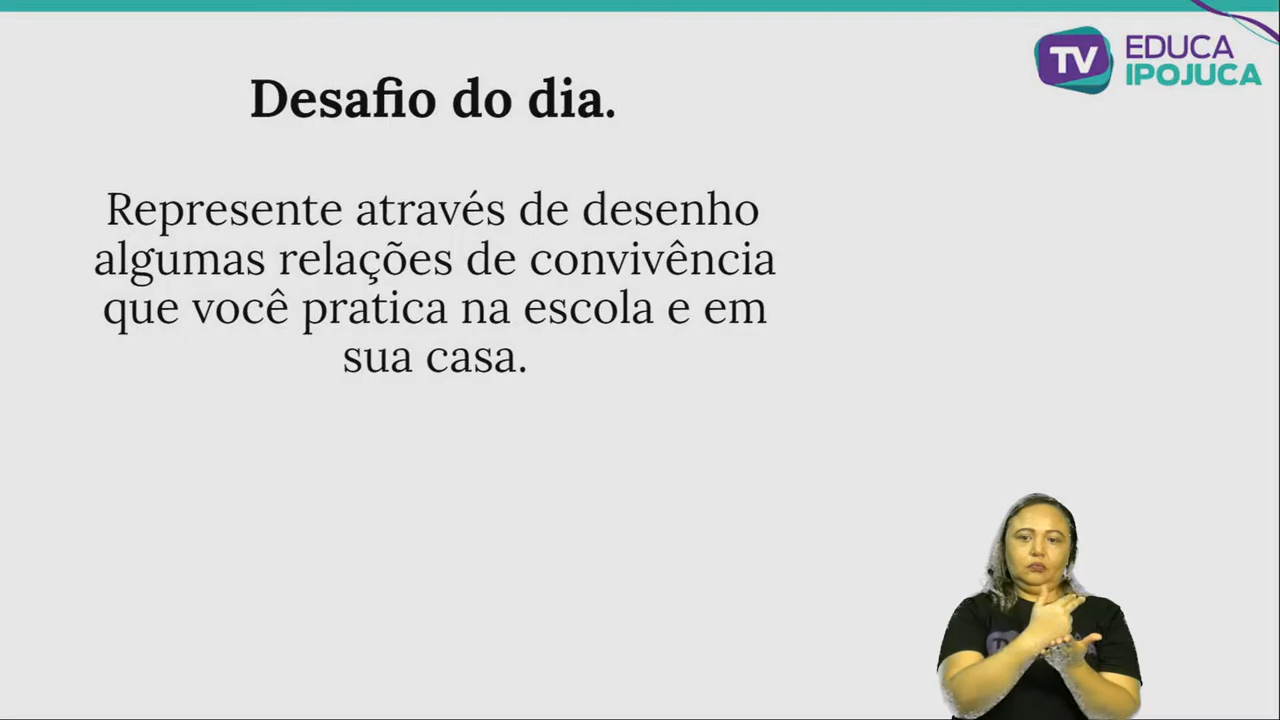 TV EDUCA
IPOJUCA
Desafio do dia.
Represente através de desenho
algumas relações de convivência
que você pratica na escola e em
sua casa.